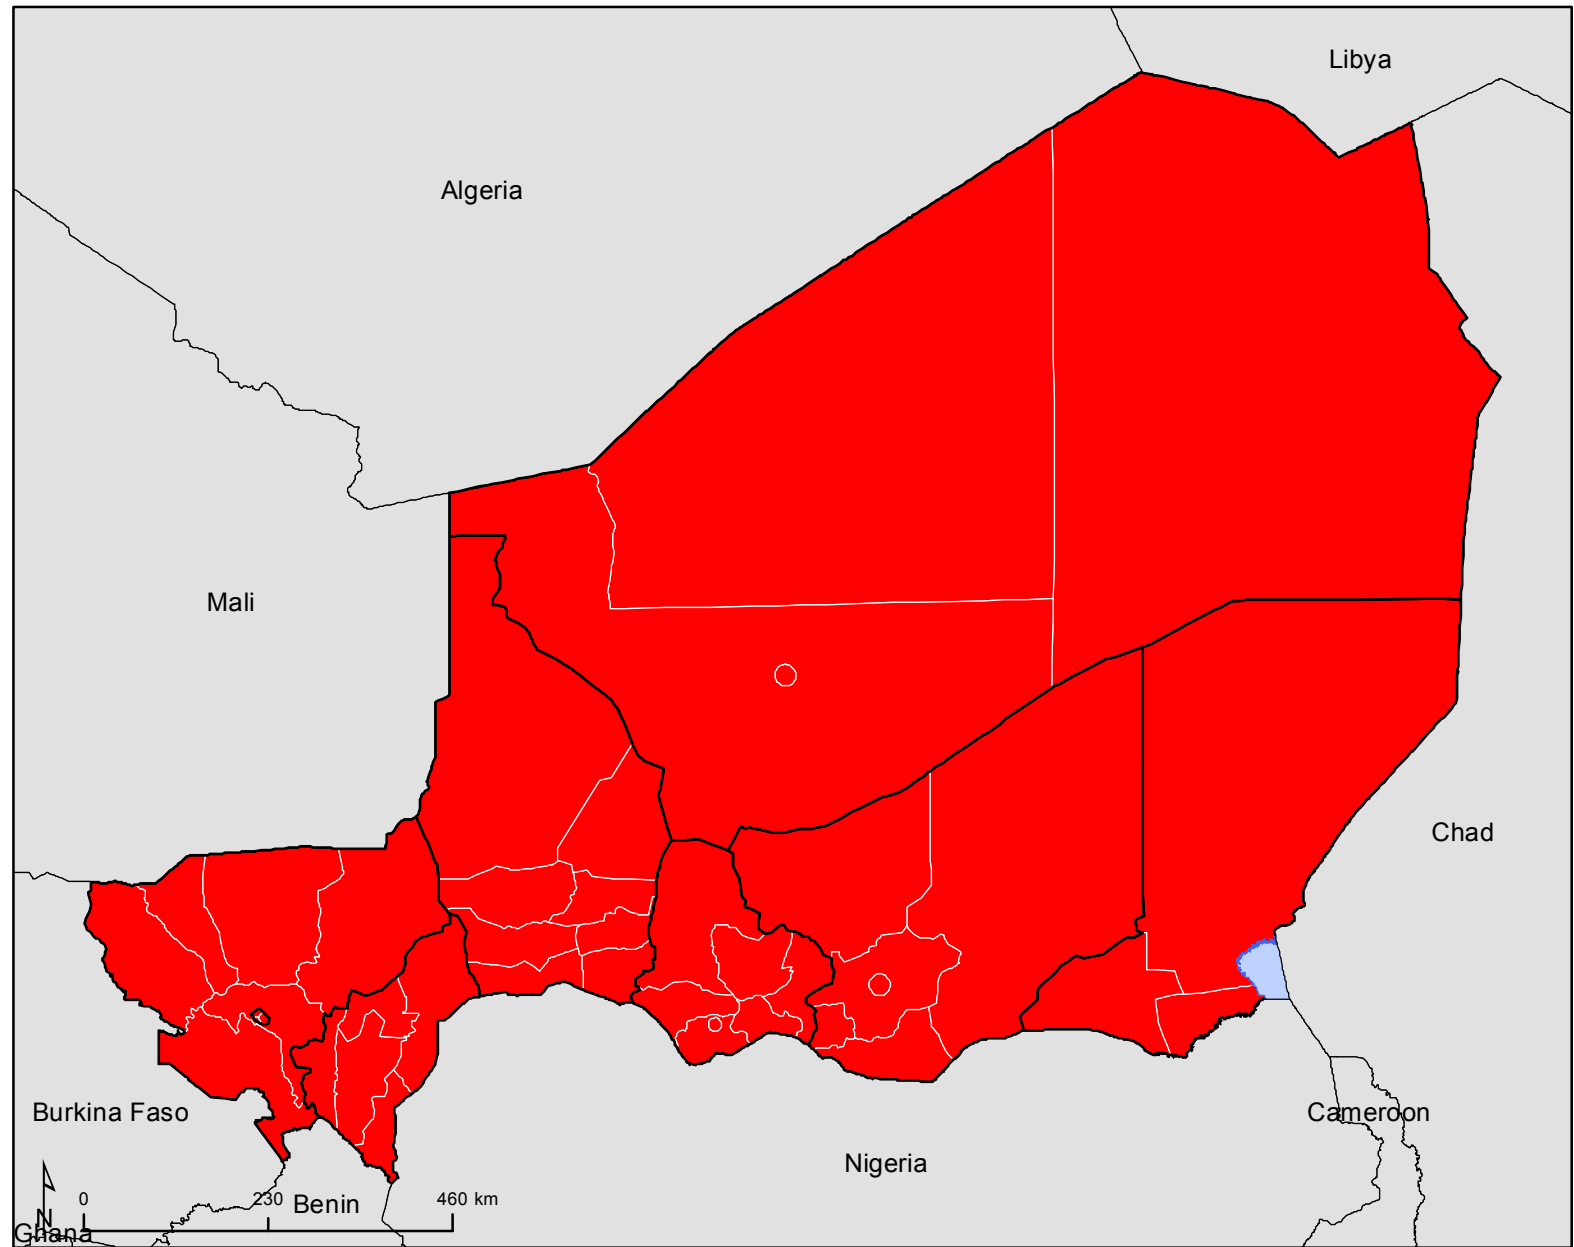 Libya
Algeria
Mali
Chad
Burkina Faso
Cameroon
Nigeria
0 230 460 km
Benin
N
Ghana